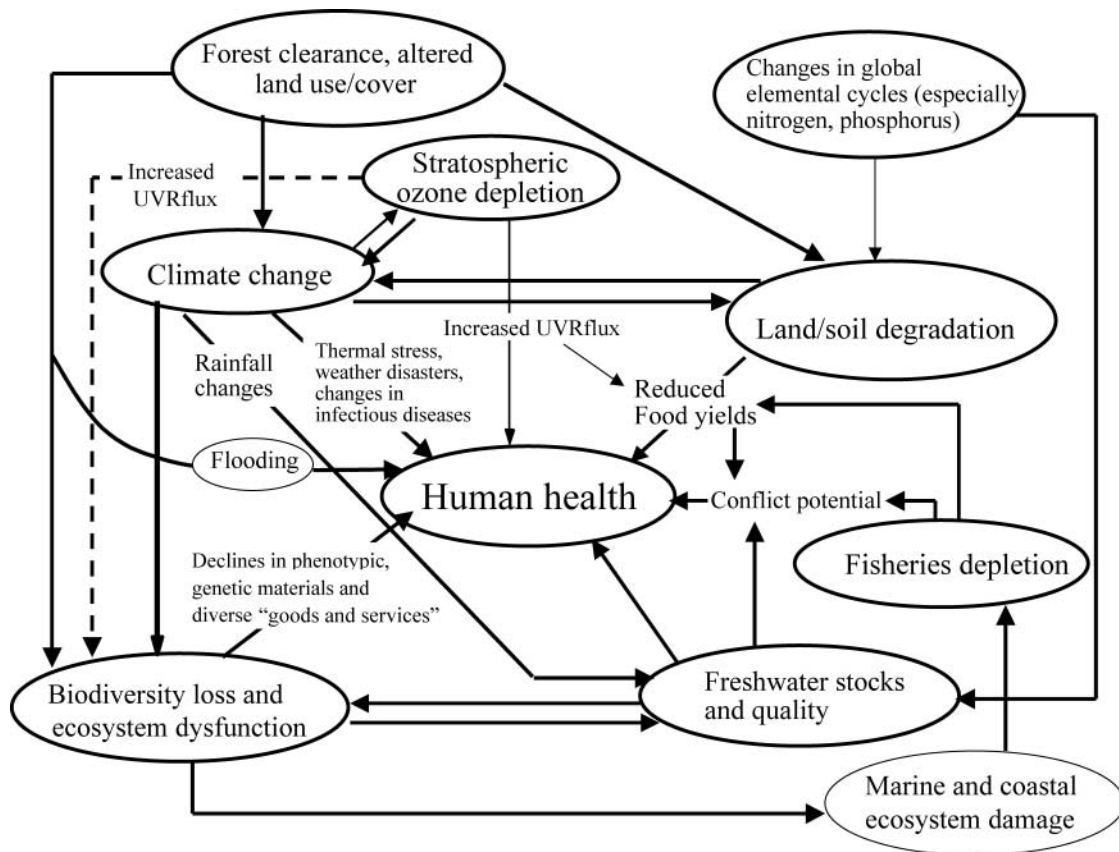 Forest clearance, altered
land use/cover
Changes in global
elemental cycles (especially
nitrogen, phosphorus)
Increased
UVRflux
Stratospheric
ozone depletion
Climate change
Land/soil degradation
Increased UVRflux
Rainfall
changes
Thermal stress,
weather disasters,
changes in
infectious diseases
Reduced
Food yields
Flooding
Human health
Conflict potential
Declines in phenotypic,
genetic materials and
diverse “goods and services”
Fisheries depletion
Biodiversity loss and
ecosystem dysfunction
Freshwater stocks
and quality
Marine and coastal
ecosystem damage